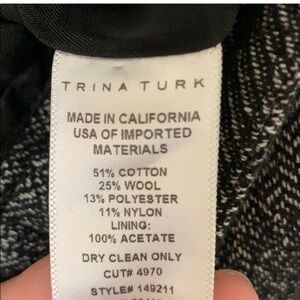 TRINA TURK
MADE IN CALIFORNIA
USA OF IMPORTED
MATERIALS
51% COTTON
25% WOOL
13% POLYESTER
11% NYLON
LINING:
100% ACETATE
DRY CLEAN ONLY
CUT# 4970
STYLE# 149211